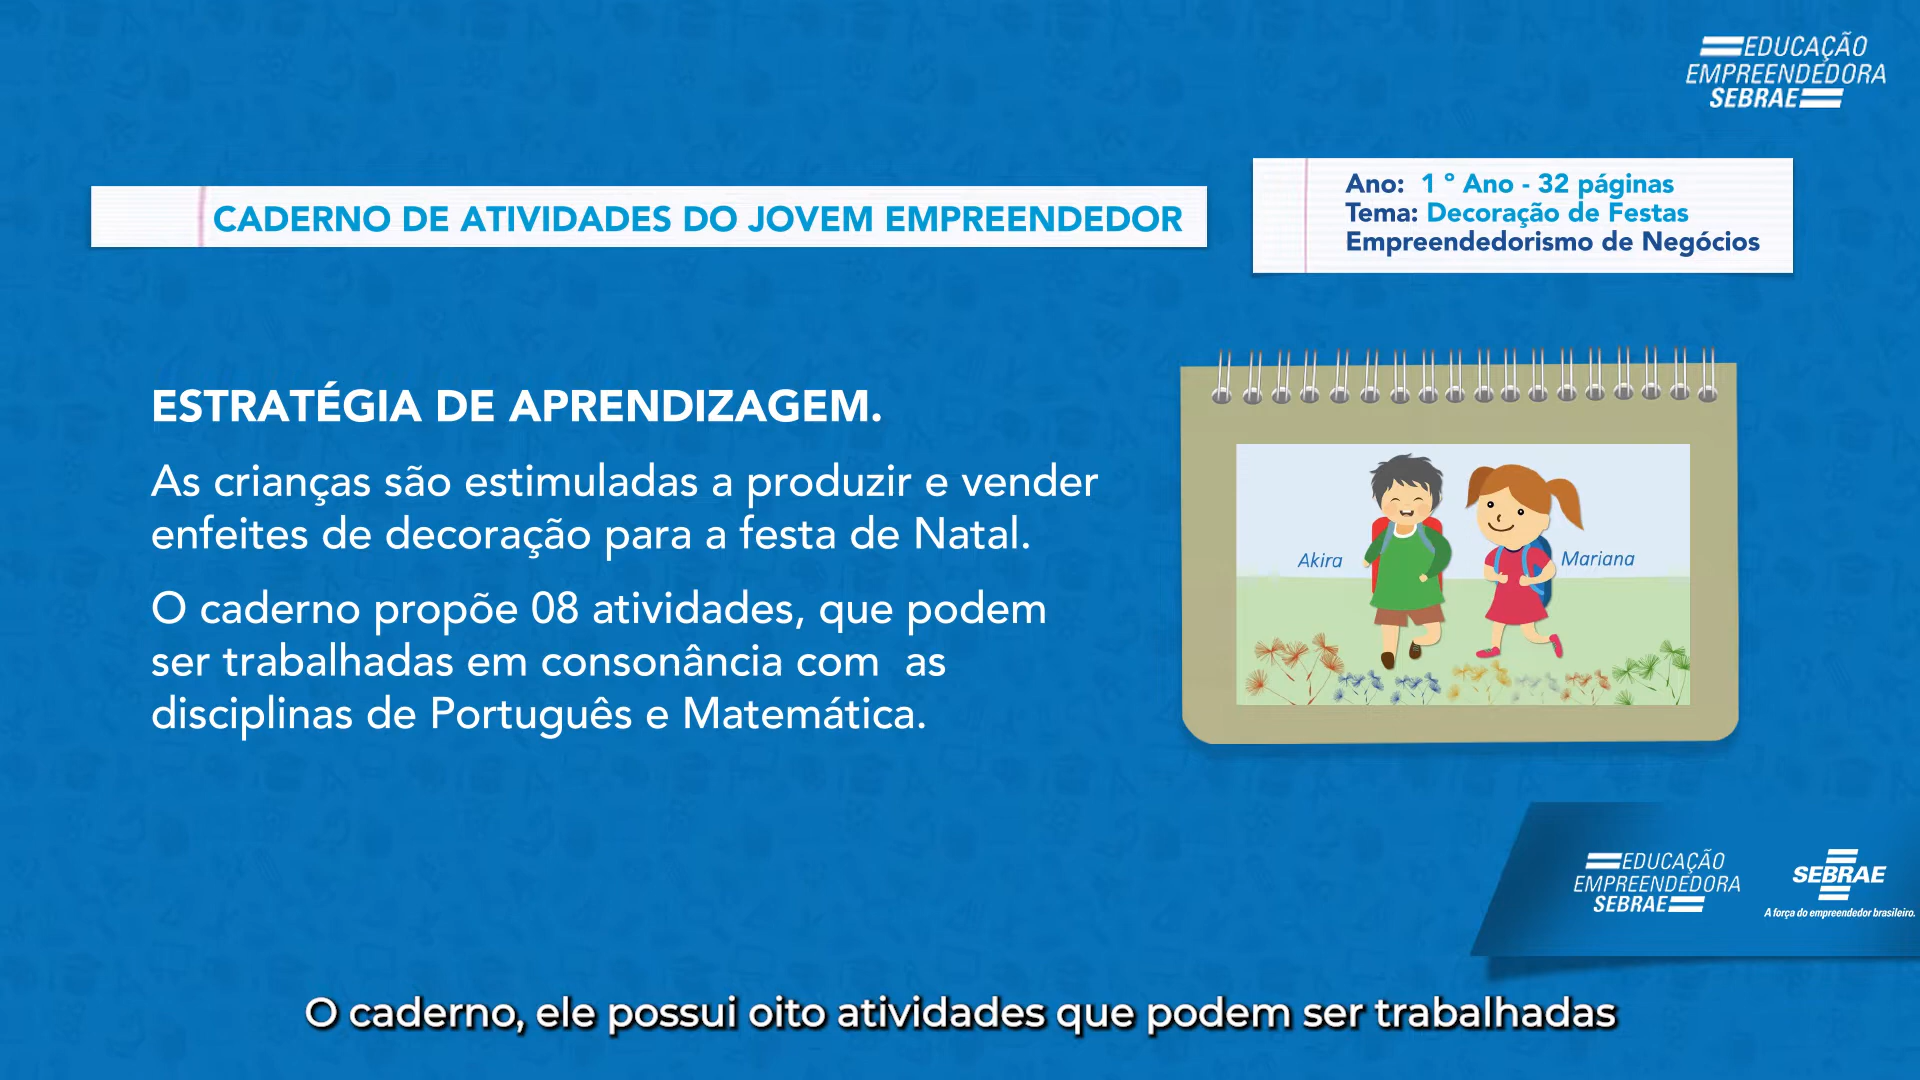 EDUCAÇÃO
EMPREENDEDORA
SEBRAE
CADERNO DE ATIVIDADES DO JOVEM EMPREENDEDOR
Ano: 1 º Ano - 32 páginas
Tema: Decoração de Festas
Empreendedorismo de Negócios
ESTRATÉGIA DE APRENDIZAGEM.
As crianças são estimuladas a produzir e vender
enfeites de decoração para a festa de Natal.
O caderno propõe 08 atividades, que podem
ser trabalhadas em consonância com as
disciplinas de Português e Matemática.
Akira
Mariana
EDUCAÇÃO
EMPREENDEDORA
SEBRAE
SEBRAE
A força do empreendedor brasileiro.
O caderno, ele possui oito atividades que podem ser trabalhadas